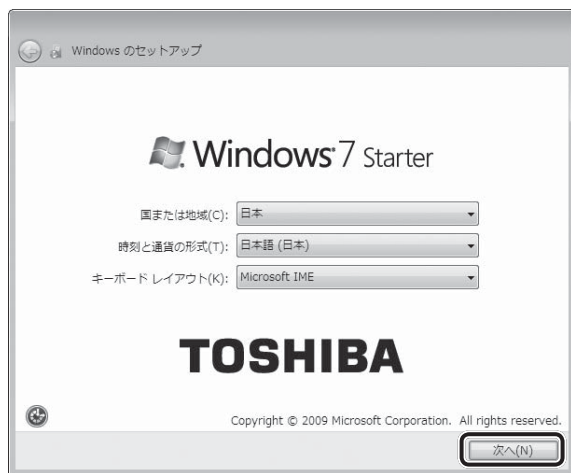 Windows のセットアップ
Windows 7 Starter
国または地域(C): 日本
時刻と通貨の形式(T): 日本語 (日本)
キーボード レイアウト(K): Microsoft IME
TOSHIBA
Copyright © 2009 Microsoft Corporation. All rights reserved.
次へ(N)